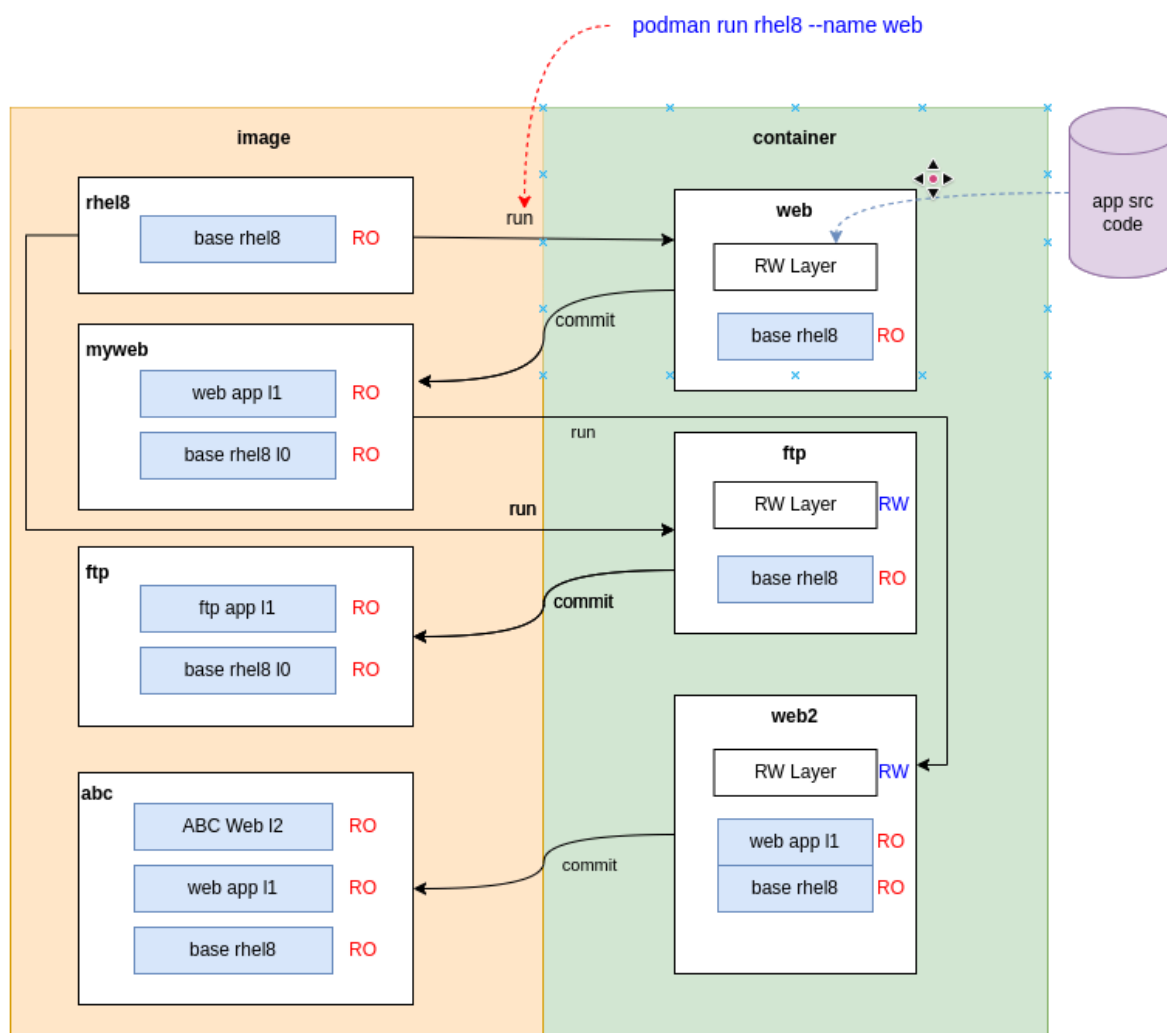 podman run rhel8 --name web
image
container
rhel8
base rhel8 RO
run
web
RW Layer
base rhel8 RO
app src
code
commit
myweb
web app l1 RO
base rhel8 l0 RO
run
ftp
RW Layer RW
base rhel8 RO
run
commit
ftp
ftp app l1 RO
base rhel8 l0 RO
web2
RW Layer RW
web app l1 RO
base rhel8 RO
commit
abc
ABC Web l2 RO
web app l1 RO
base rhel8 RO